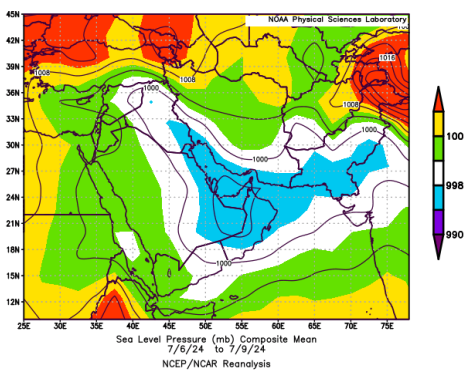 NOAA Physical Sciences Laboratory
45N
42N
39N
36N
33N
30N
27N
24N
21N
18N
15N
12N
1008
1008
1000
1016
1008
1000
1000
1000
100
998
990
25E 30E 35E 40E 45E 50E 55E 60E 65E 70E 75E
Sea Level Pressure (mb) Composite Mean
7/6/24 to 7/9/24
NCEP/NCAR Reanalysis